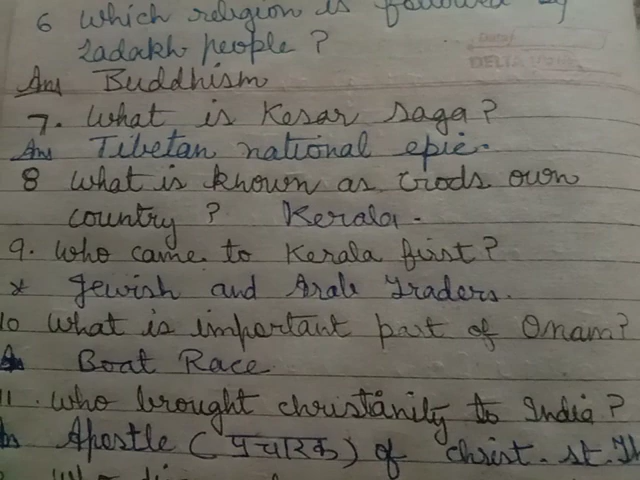 6 Which religion is followed by
Ladakh people ?
Ans Buddhism
7. What is Kesar saga ?
Ans Tibetan national epic.
8 What is known as Gods own
country ? Kerala.
9. Who came to Kerala first ?
* Jewish and Arab Traders.
10 What is important part of Onam?
A Boat Race
11. Who brought christanity to India ?
Ans Apostle (प्रचारक) of christ. st.